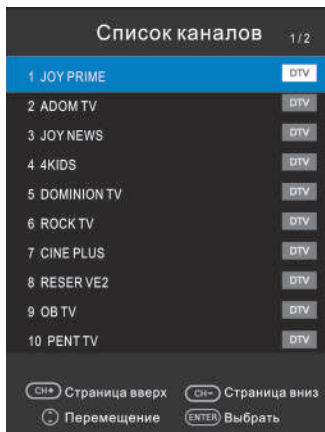 Список каналов 1/2
1 JOY PRIME DTV
2 ADOM TV DTV
3 JOY NEWS DTV
4 4KIDS DTV
5 DOMINION TV DTV
6 ROCK TV DTV
7 CINE PLUS DTV
8 RESER VE2 DTV
9 OB TV DTV
10 PENT TV DTV
CH+ Страница вверх CH- Страница вниз
Перемещение ENTER Выбрать